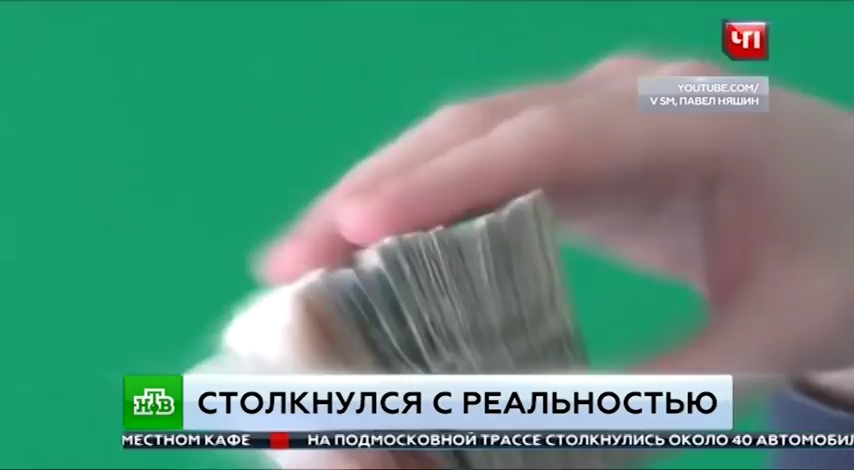 ЧП
YOUTUBE.COM/
V SM, ПАВЕЛ НЯШИН
НТВ
СТОЛКНУЛСЯ С РЕАЛЬНОСТЬЮ
МЕСТНОМ КАФЕ НА ПОДМОСКОВНОЙ ТРАССЕ СТОЛКНУЛИСЬ ОКОЛО 40 АВТОМОБИЛ